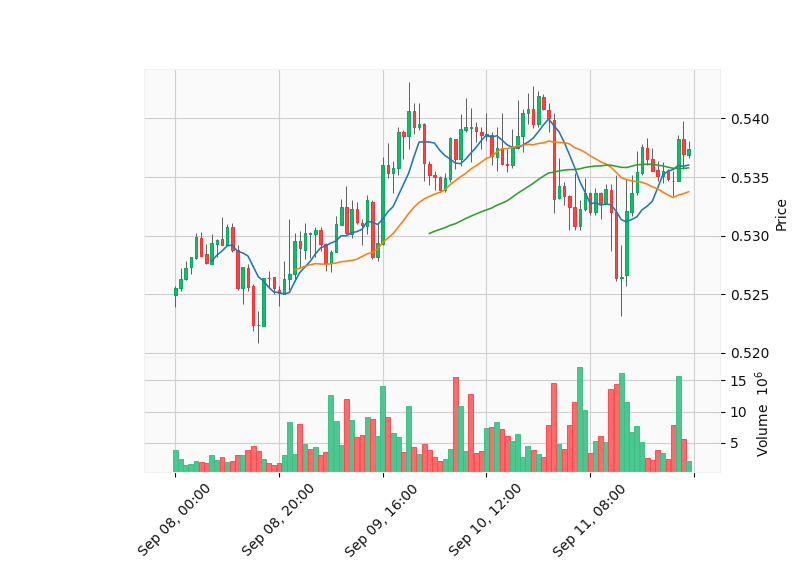 0.540
0.535
0.530
0.525
0.520
Price
15
10
5
Volume 10^6
Sep 08, 00:00
Sep 08, 20:00
Sep 09, 16:00
Sep 10, 12:00
Sep 11, 08:00